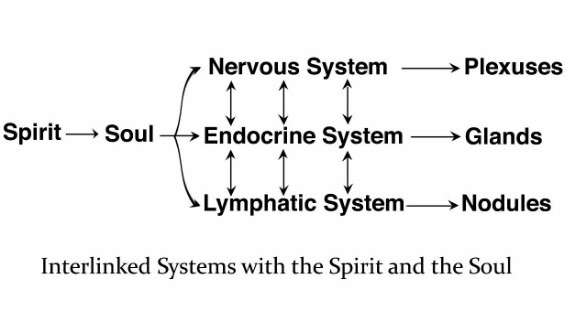 Nervous System Plexuses
Spirit Soul Endocrine System Glands
Lymphatic System Nodules
Interlinked Systems with the Spirit and the Soul